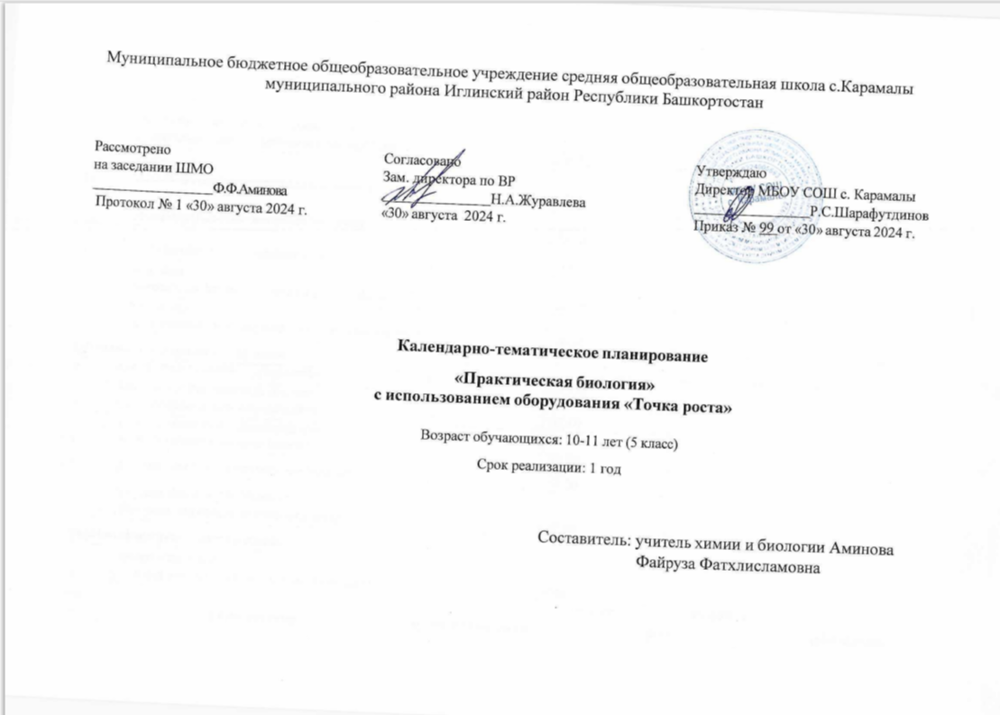 Муниципальное бюджетное общеобразовательное учреждение средняя общеобразовательная школа с.Карамалы
муниципального района Иглинский район Республики Башкортостан
Рассмотрено
на заседании ШМО
________________Ф.Ф.Аминова
Протокол № 1 «30» августа 2024 г.
Согласовано
Зам. директора по ВР
_______________Н.А.Журавлева
«30» августа 2024 г.
Утверждаю
Директор МБОУ СОШ с. Карамалы
________________Р.С.Шарафутдинов
Приказ № 99 от «30» августа 2024 г.
Календарно-тематическое планирование
«Практическая биология»
с использованием оборудования «Точка роста»
Возраст обучающихся: 10-11 лет (5 класс)
Срок реализации: 1 год
Составитель: учитель химии и биологии Аминова
Файруза Фатхлисламовна